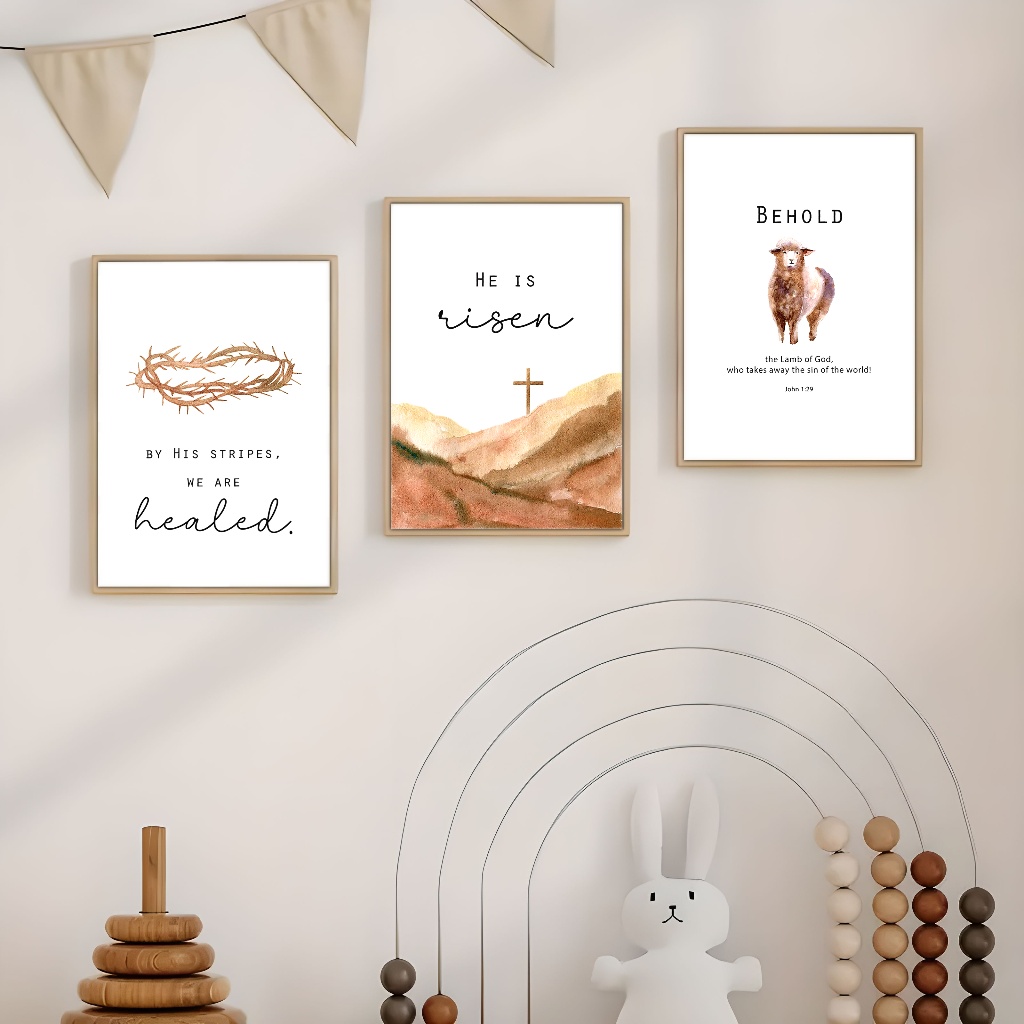 BY HIS STRIPES,
WE ARE
healed.
HE IS
risen
BEHOLD
the Lamb of God,
who takes away the sin of the world!
John 1:29